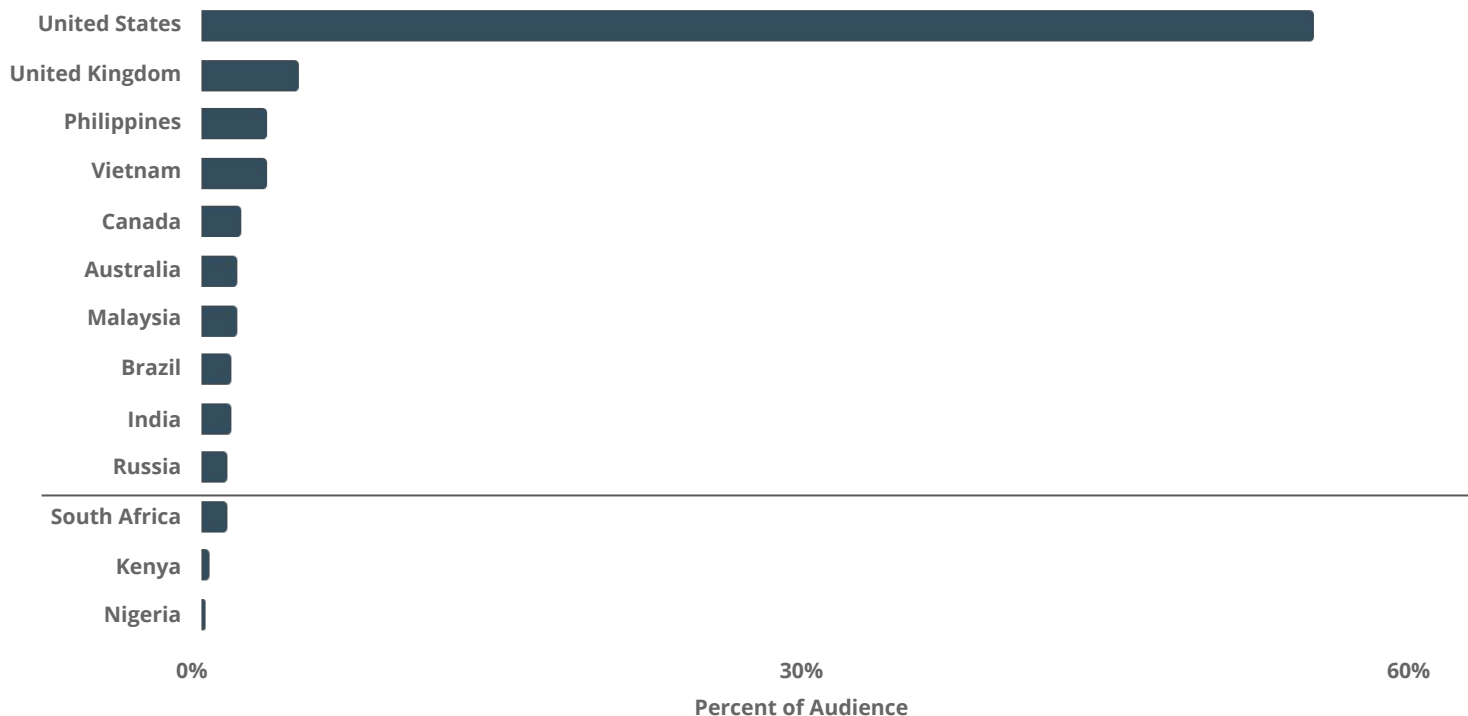 United States
United Kingdom
Philippines
Vietnam
Canada
Australia
Malaysia
Brazil
India
Russia
South Africa
Kenya
Nigeria
0% 30% 60%
Percent of Audience